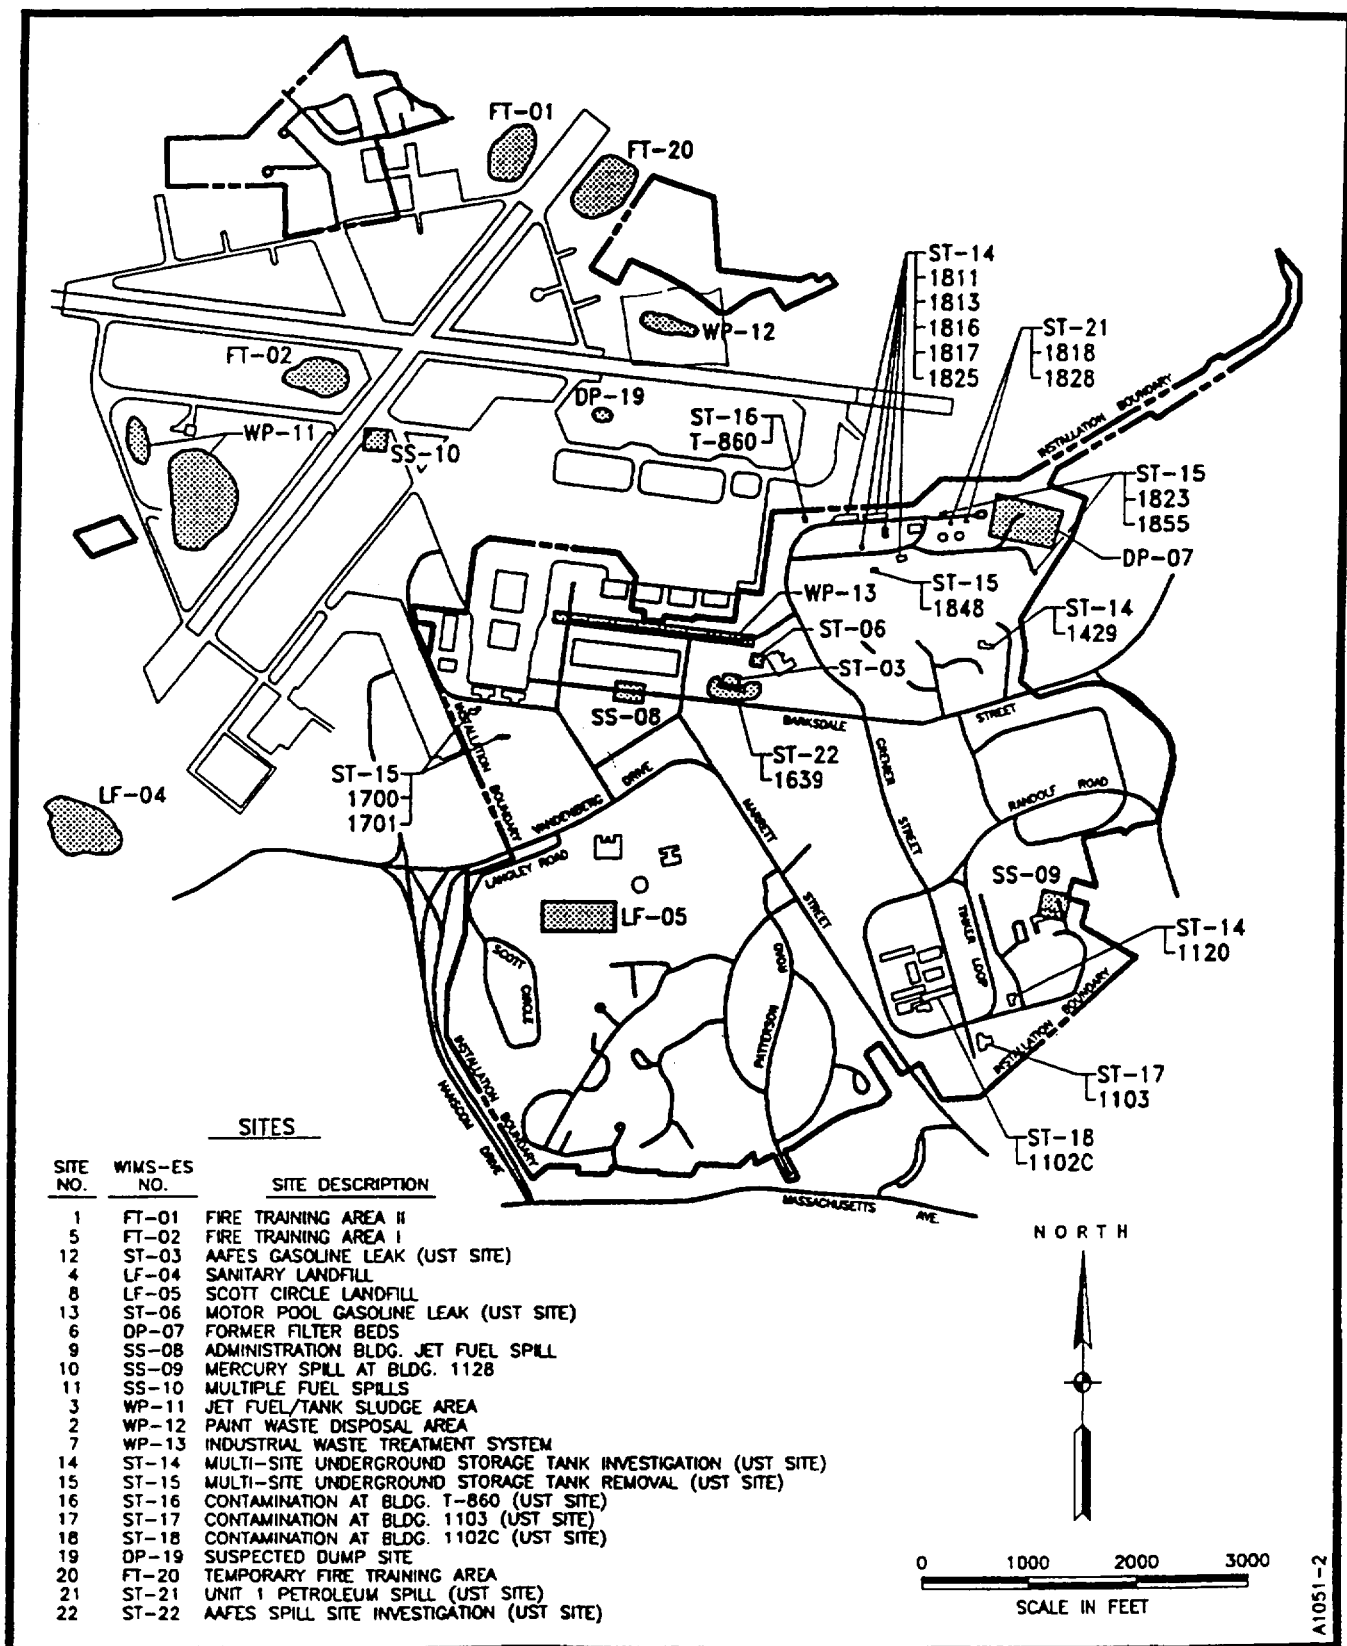 FT-01
FT-20
ST-14
1811
1813
1816
1817
1825
ST-21
1818
1828
WP-12
FT-02
DP-19
ST-16
T-860
WP-11
SS-10
INSTALLATION BOUNDARY
ST-15
1823
1855
DP-07
WP-13
ST-15
1848
ST-14
1429
ST-06
ST-03
SS-08
BARKSDALE
STREET
ST-22
1639
ST-15
1700
1701
INSTALLATION BOUNDARY
LF-04
VANDENBERG
DRIVE
LANGLEY ROAD
MARRETT
STREET
GRENIER
STREET
RANDOLF ROAD
SS-09
LF-05
ST-14
1120
TINKER LOOP
SCOTT
CIRCLE
PATTERSON
ROAD
INSTALLATION BOUNDARY
INSTALLATION BOUNDARY
HANSCOM DRIVE
ST-17
1103
ST-18
1102C
MASSACHUSETTS AVE.
SITES
SITE WIMS-ES
NO. NO. SITE DESCRIPTION
1 FT-01 FIRE TRAINING AREA II
5 FT-02 FIRE TRAINING AREA I
12 ST-03 AAFES GASOLINE LEAK (UST SITE)
4 LF-04 SANITARY LANDFILL
8 LF-05 SCOTT CIRCLE LANDFILL
13 ST-06 MOTOR POOL GASOLINE LEAK (UST SITE)
6 DP-07 FORMER FILTER BEDS
9 SS-08 ADMINISTRATION BLDG. JET FUEL SPILL
10 SS-09 MERCURY SPILL AT BLDG. 1128
11 SS-10 MULTIPLE FUEL SPILLS
3 WP-11 JET FUEL/TANK SLUDGE AREA
2 WP-12 PAINT WASTE DISPOSAL AREA
7 WP-13 INDUSTRIAL WASTE TREATMENT SYSTEM
14 ST-14 MULTI-SITE UNDERGROUND STORAGE TANK INVESTIGATION (UST SITE)
15 ST-15 MULTI-SITE UNDERGROUND STORAGE TANK REMOVAL (UST SITE)
16 ST-16 CONTAMINATION AT BLDG. T-860 (UST SITE)
17 ST-17 CONTAMINATION AT BLDG. 1103 (UST SITE)
18 ST-18 CONTAMINATION AT BLDG. 1102C (UST SITE)
19 DP-19 SUSPECTED DUMP SITE
20 FT-20 TEMPORARY FIRE TRAINING AREA
21 ST-21 UNIT 1 PETROLEUM SPILL (UST SITE)
22 ST-22 AAFES SPILL SITE INVESTIGATION (UST SITE)
NORTH
0 1000 2000 3000
SCALE IN FEET
A1051-2